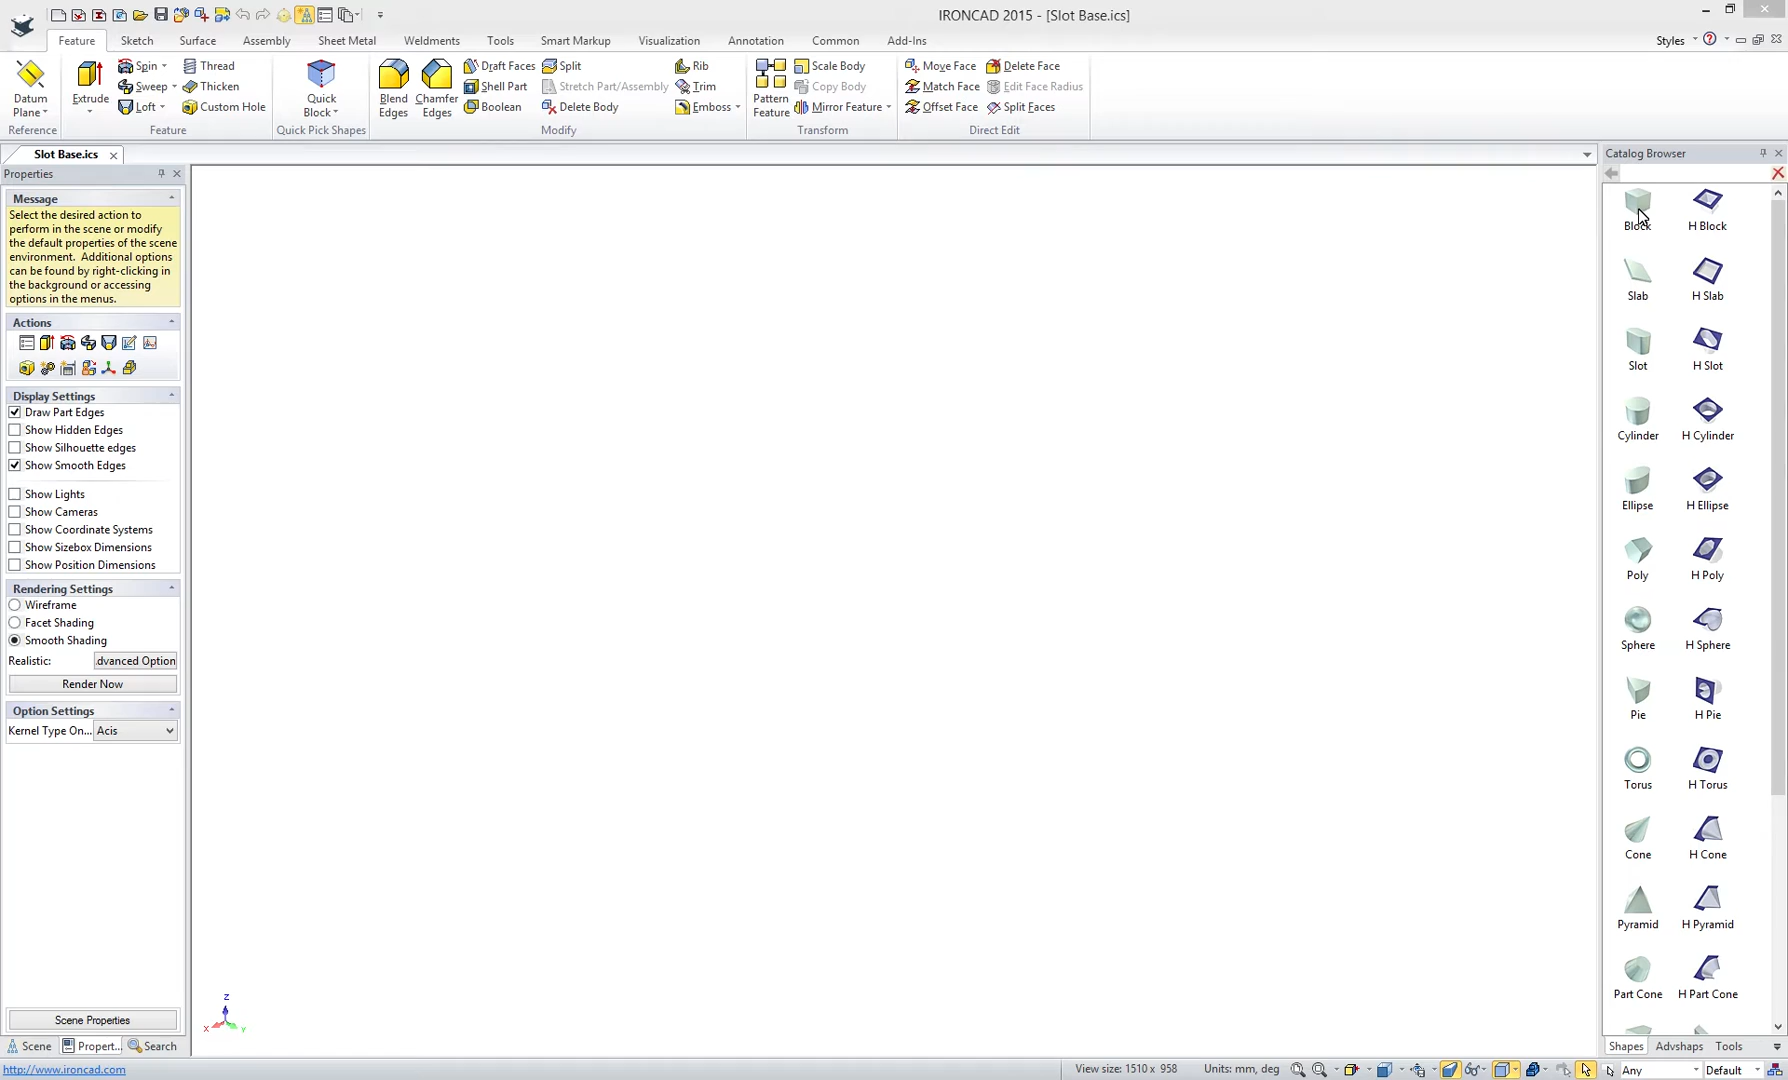 IRONCAD 2015 - [Slot Base.ics]
Feature Sketch Surface Assembly Sheet Metal Weldments Tools Smart Markup Visualization Annotation Common Add-Ins Styles
Datum Plane
Reference
Extrude
Spin
Sweep
Loft
Thread
Thicken
Custom Hole
Feature
Quick Block
Quick Pick Shapes
Blend Edges
Chamfer Edges
Draft Faces
Shell Part
Boolean
Split
Stretch Part/Assembly
Delete Body
Rib
Trim
Emboss
Modify
Pattern Feature
Scale Body
Copy Body
Mirror Feature
Transform
Move Face
Match Face
Offset Face
Delete Face
Edit Face Radius
Split Faces
Direct Edit
Slot Base.ics
Properties
Message
Select the desired action to
perform in the scene or modify
the default properties of the scene
environment. Additional options
can be found by right-clicking in
the background or accessing
options in the menus.
Actions
Display Settings
Draw Part Edges
Show Hidden Edges
Show Silhouette edges
Show Smooth Edges
Show Lights
Show Cameras
Show Coordinate Systems
Show Sizebox Dimensions
Show Position Dimensions
Rendering Settings
Wireframe
Facet Shading
Smooth Shading
Realistic: .dvanced Option
Render Now
Option Settings
Kernel Type On... Acis
Scene Properties
Scene Propert... Search
z
x y
Catalog Browser
Block H Block
Slab H Slab
Slot H Slot
Cylinder H Cylinder
Ellipse H Ellipse
Poly H Poly
Sphere H Sphere
Pie H Pie
Torus H Torus
Cone H Cone
Pyramid H Pyramid
Part Cone H Part Cone
Shapes Advshaps Tools
http://www.ironcad.com View size: 1510 x 958 Units: mm, deg Any Default